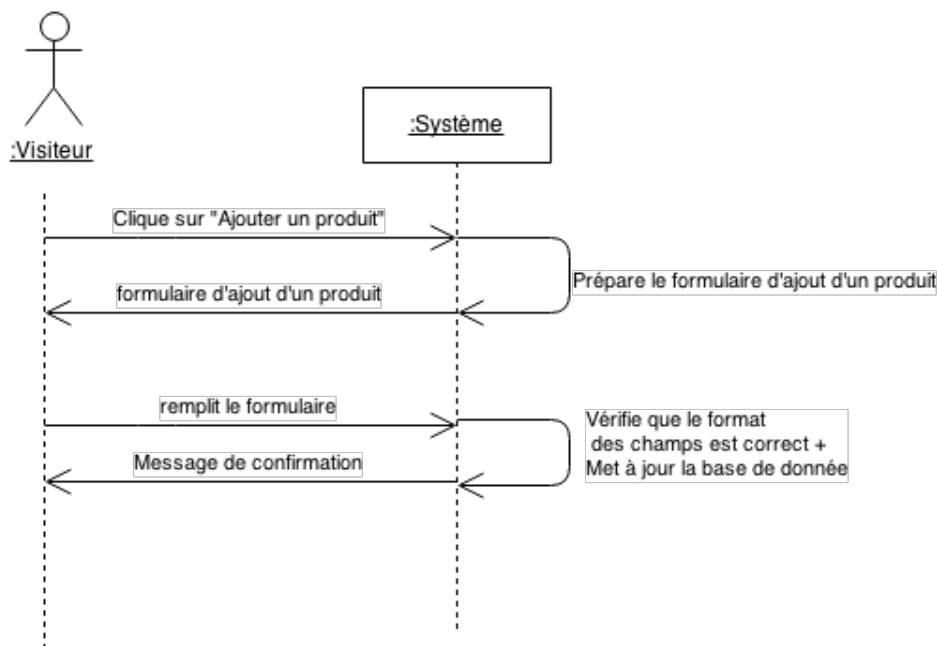 :Visiteur
:Système
Clique sur "Ajouter un produit"
Prépare le formulaire d'ajout d'un produit
formulaire d'ajout d'un produit
remplit le formulaire
Vérifie que le format
des champs est correct +
Met à jour la base de donnée
Message de confirmation